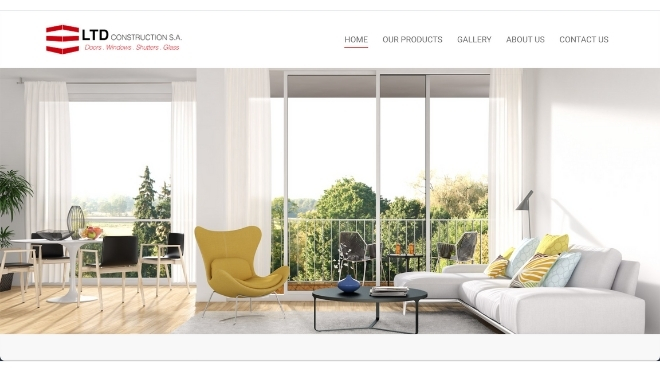 LTD CONSTRUCTION S.A.
Doors . Windows . Shutters . Glass
HOME OUR PRODUCTS GALLERY ABOUT US CONTACT US